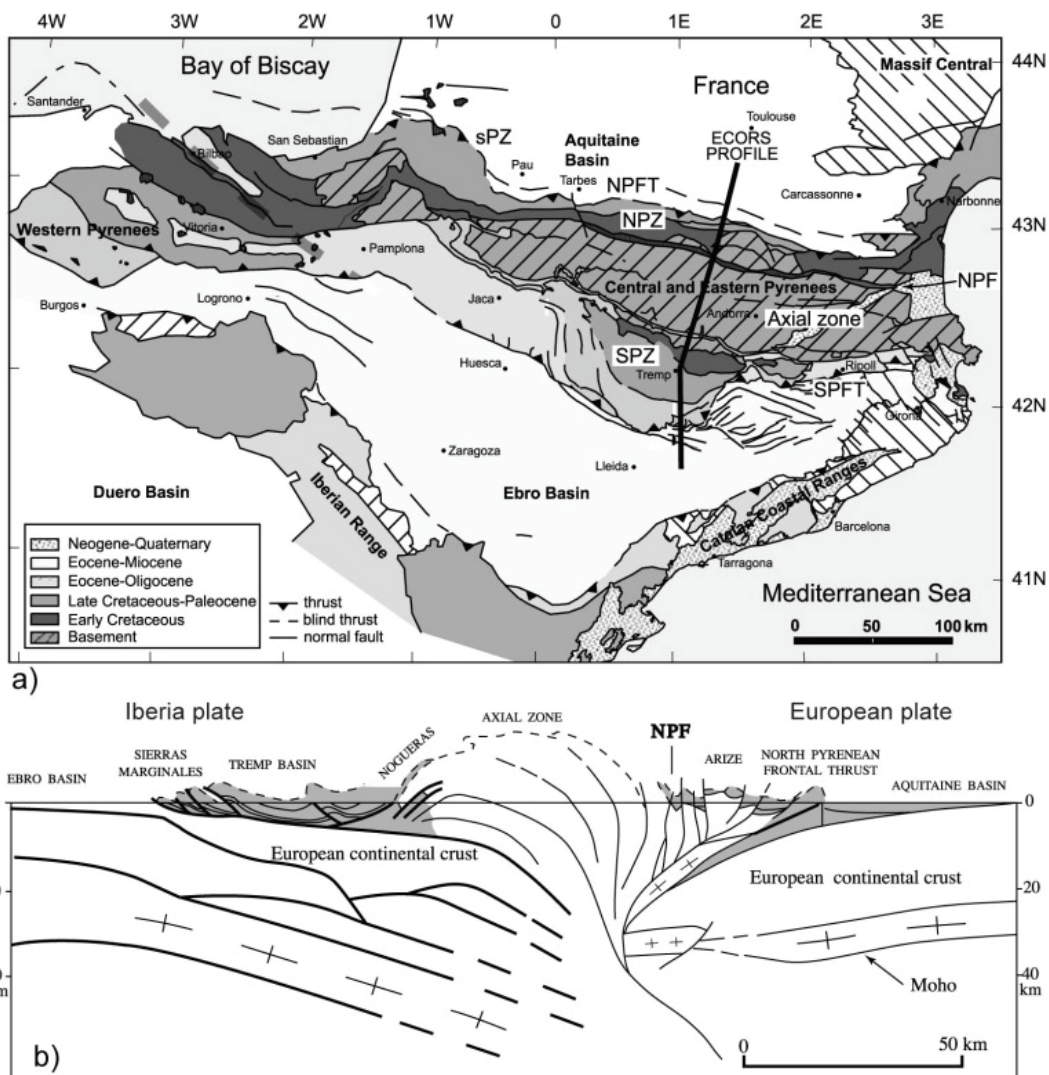 4W 3W 2W 1W 0 1E 2E 3E
44N
Bay of Biscay
France
Massif Central
Santander
San Sebastian
sPZ
Toulouse
ECORS
PROFILE
Bilbao
Aquitaine
Basin
Pau
Tarbes
NPFT
Carcassonne
Narbonne
43N
NPZ
Western Pyrenees
Vitoria
Pamplona
NPF
Central and Eastern Pyrenees
Burgos
Logrono
Jaca
Andorra
Axial zone
SPZ
Huesca
Tremp
Ripoll
SPFT
42N
Girona
Zaragoza
Lleida
Duero Basin
Iberian Range
Ebro Basin
Catalan Coastal Ranges
Barcelona
Tarragona
41N
Neogene-Quaternary
Eocene-Miocene
Eocene-Oligocene
Late Cretaceous-Paleocene
Early Cretaceous
Basement
thrust
blind thrust
normal fault
Mediterranean Sea
0 50 100 km
a)
Iberia plate
European plate
AXIAL ZONE
NPF
SIERRAS
MARGINALES
TREMP BASIN
NOGUERAS
ARIZE
NORTH PYRENEAN
FRONTAL THRUST
EBRO BASIN
AQUITAINE BASIN
0
European continental crust
European continental crust
20
40
km
Moho
b)
0 50 km